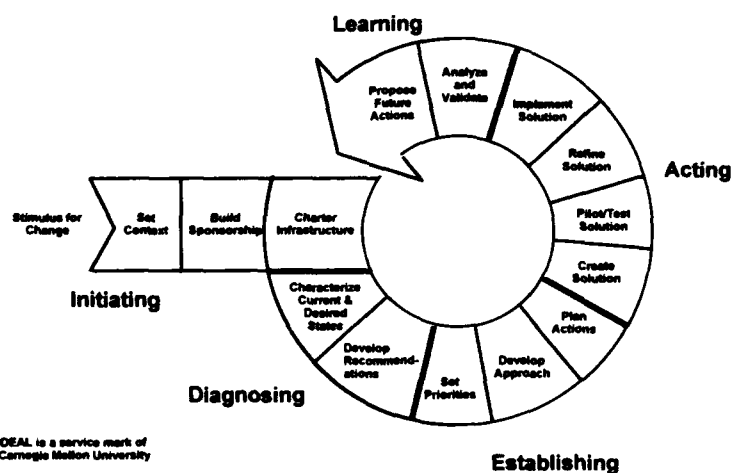 Learning
Propose
Future
Actions
Analyze
and
Validate
Implement
Solution
Refine
Solution
Acting
Pilot/Test
Solution
Create
Solution
Stimulus for
Change
Set
Context
Build
Sponsorship
Charter
Infrastructure
Initiating
Characterize
Current &
Desired
States
Develop
Recommend-
ations
Diagnosing
Set
Priorities
Develop
Approach
Plan
Actions
Establishing
DEAL is a service mark of
Carnegie Mellon University